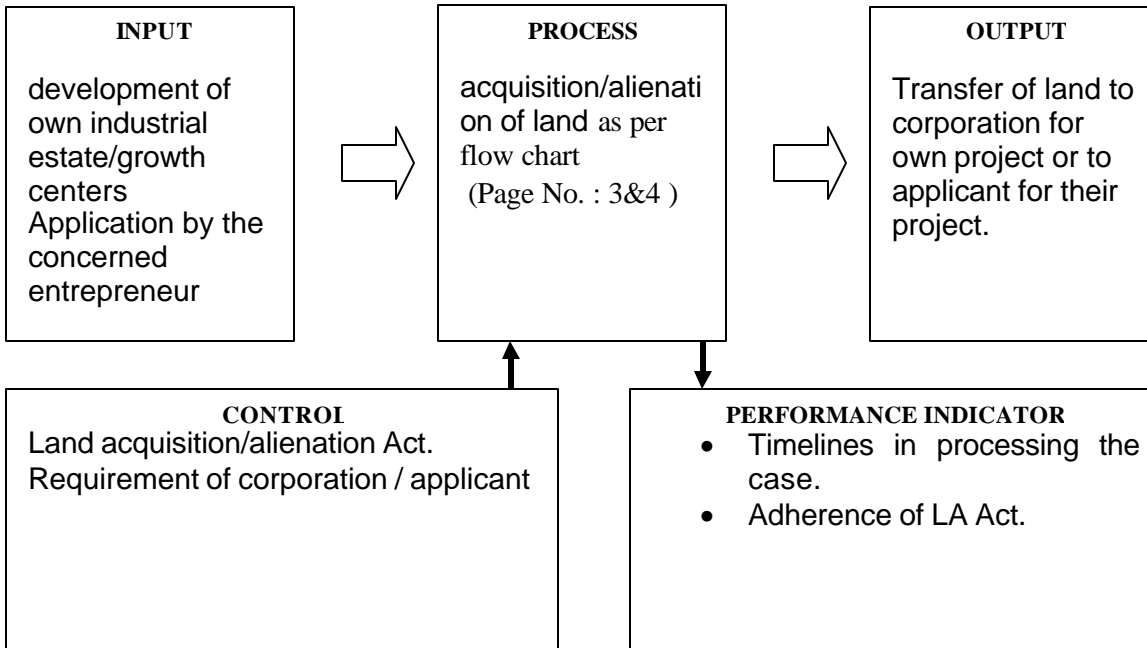 INPUT
development of
own industrial
estate/growth
centers
Application by the
concerned
entrepreneur
PROCESS
acquisition/alienati
on of land as per
flow chart
(Page No. : 3&4 )
OUTPUT
Transfer of land to
corporation for
own project or to
applicant for their
project.
CONTROL
Land acquisition/alienation Act.
Requirement of corporation / applicant
PERFORMANCE INDICATOR
• Timelines in processing the
case.
• Adherence of LA Act.